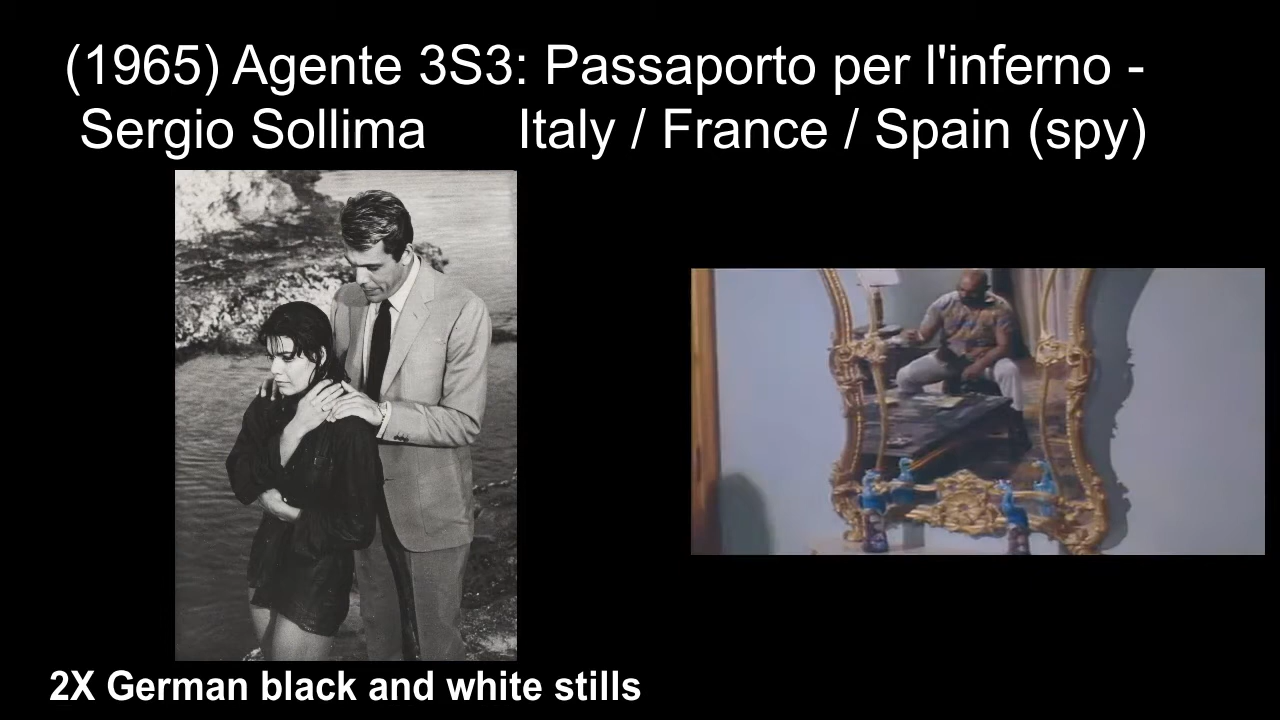 (1965) Agente 3S3: Passaporto per l'inferno -
Sergio Sollima Italy / France / Spain (spy)
2X German black and white stills